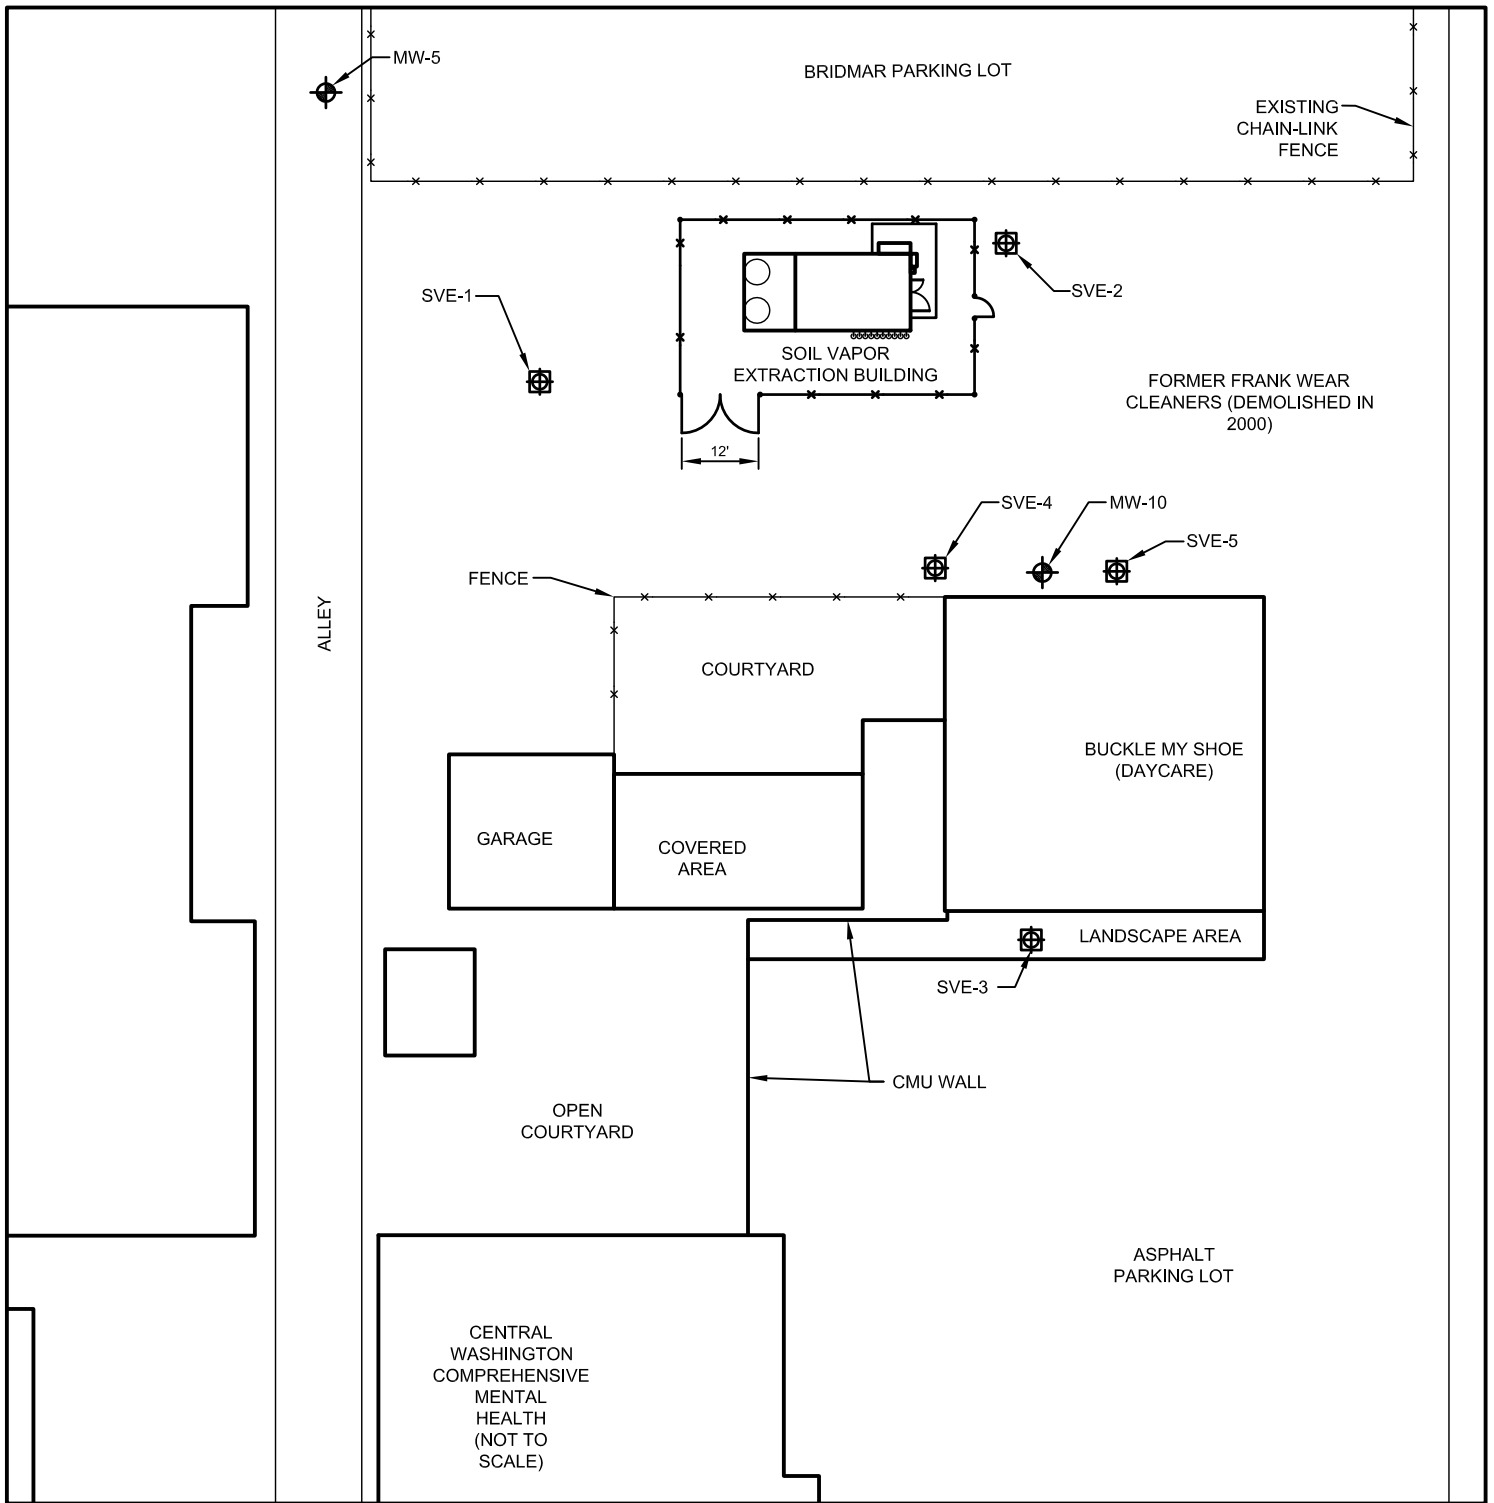 MW-5
BRIDMAR PARKING LOT
EXISTING
CHAIN-LINK
FENCE
SVE-1
SVE-2
SOIL VAPOR
EXTRACTION BUILDING
FORMER FRANK WEAR
CLEANERS (DEMOLISHED IN
2000)
12'
SVE-4
MW-10
SVE-5
FENCE
ALLEY
COURTYARD
BUCKLE MY SHOE
(DAYCARE)
GARAGE
COVERED
AREA
LANDSCAPE AREA
SVE-3
CMU WALL
OPEN
COURTYARD
ASPHALT
PARKING LOT
CENTRAL
WASHINGTON
COMPREHENSIVE
MENTAL
HEALTH
(NOT TO
SCALE)